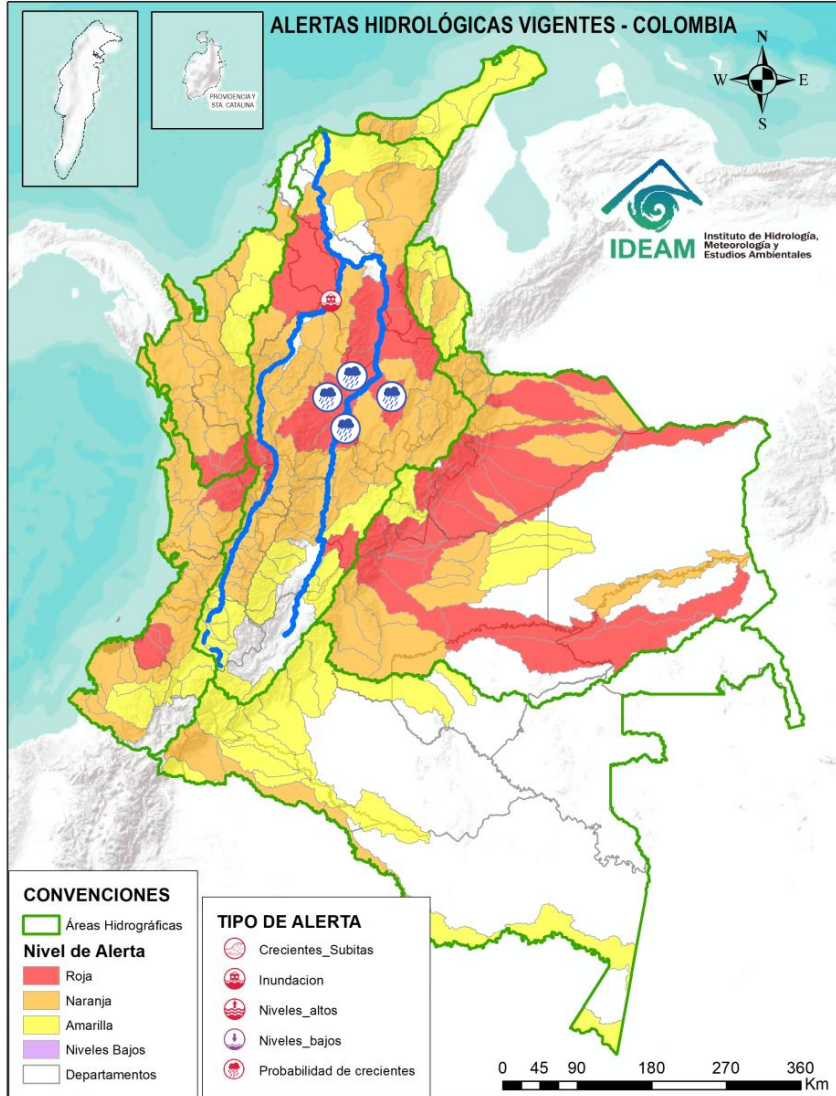 ALERTAS HIDROLÓGICAS VIGENTES - COLOMBIA
PROVIDENCIA Y
STA. CATALINA
N
W
E
S
IDEAM
Instituto de Hidrología,
Meteorología y
Estudios Ambientales
CONVENCIONES
Áreas Hidrográficas
Nivel de Alerta
Roja
Naranja
Amarilla
Niveles Bajos
Departamentos
TIPO DE ALERTA
Crecientes_Subitas
Inundacion
Niveles_altos
Niveles_bajos
Probabilidad de crecientes
0 45 90 180 270 360
Km